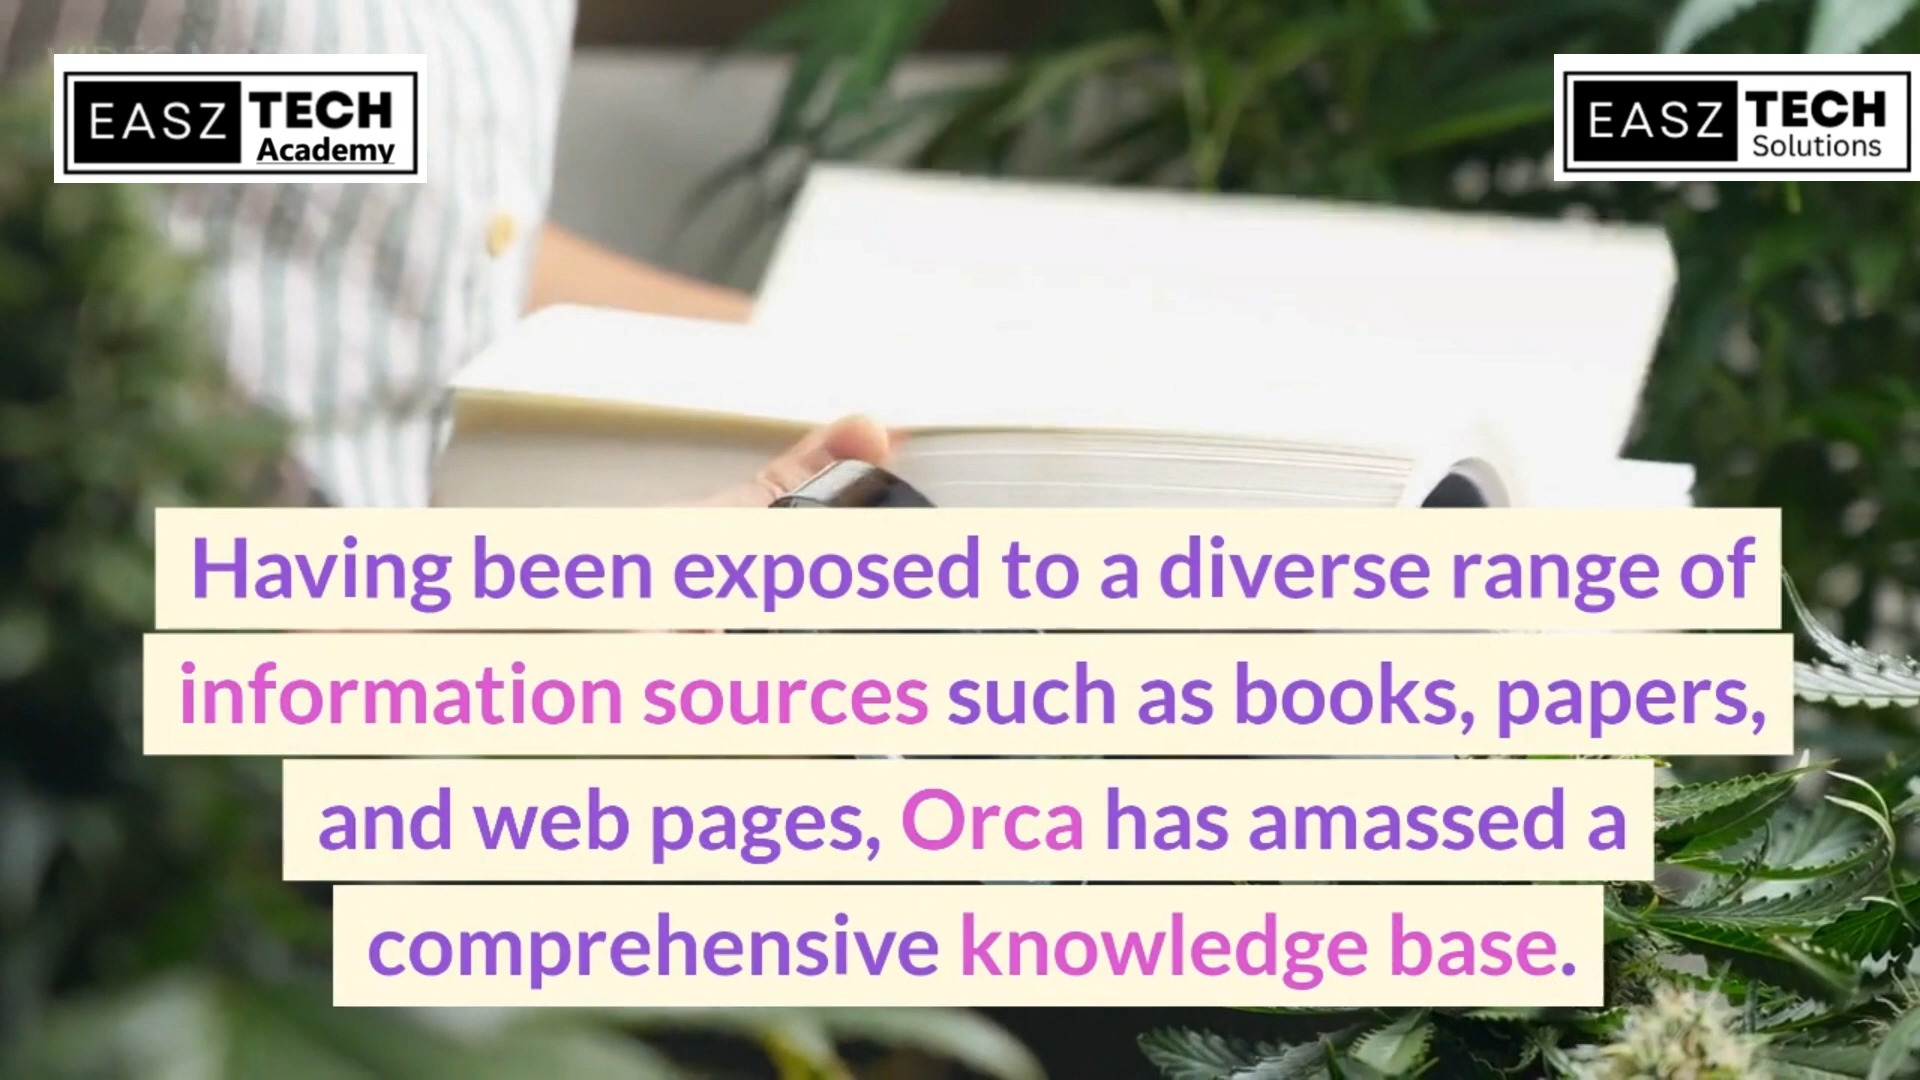 EASZ TECH
Academy
EASZ TECH
Solutions
Having been exposed to a diverse range of
information sources such as books, papers,
and web pages, Orca has amassed a
comprehensive knowledge base.